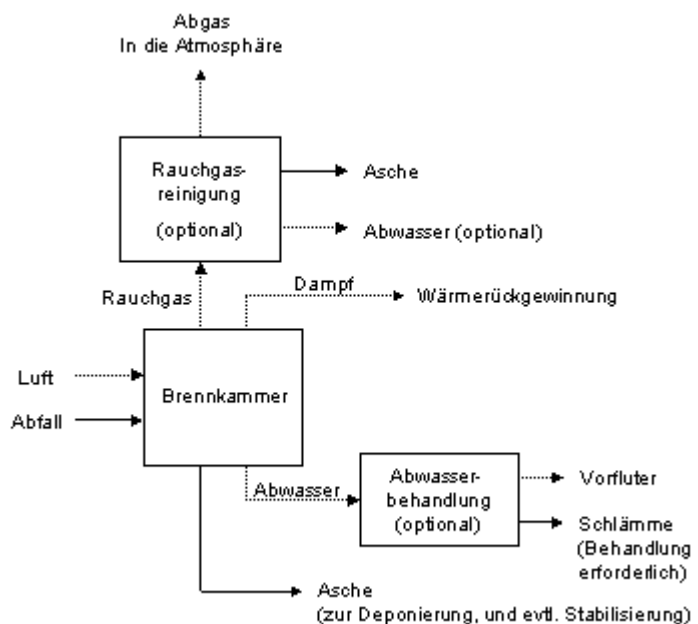 Abgas
In die Atmosphäre
Rauchgas-
reinigung
(optional)
Asche
Abwasser (optional)
Rauchgas
Dampf
Wärmerückgewinnung
Luft
Abfall
Brennkammer
Abwasser
Abwasser-
behandlung
(optional)
Vorfluter
Schlämme
(Behandlung
erforderlich)
Asche
(zur Deponierung, und evtl. Stabilisierung)